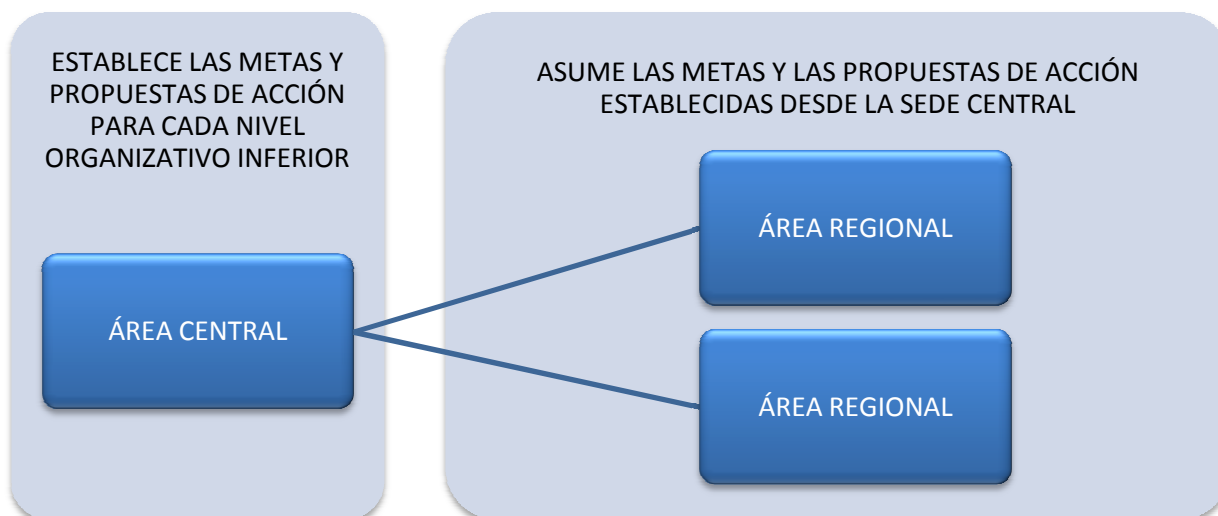 ESTABLECE LAS METAS Y
PROPUESTAS DE ACCIÓN
PARA CADA NIVEL
ORGANIZATIVO INFERIOR
ÁREA CENTRAL
ASUME LAS METAS Y LAS PROPUESTAS DE ACCIÓN
ESTABLECIDAS DESDE LA SEDE CENTRAL
ÁREA REGIONAL
ÁREA REGIONAL